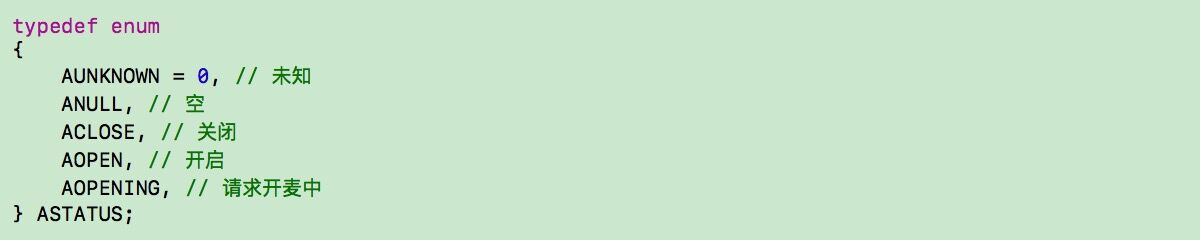 typedef enum
{
    AUNKNOWN = 0, // 未知
    ANULL, // 空
    ACLOSE, // 关闭
    AOPEN, // 开启
    AOPENING, // 请求开麦中
} ASTATUS;